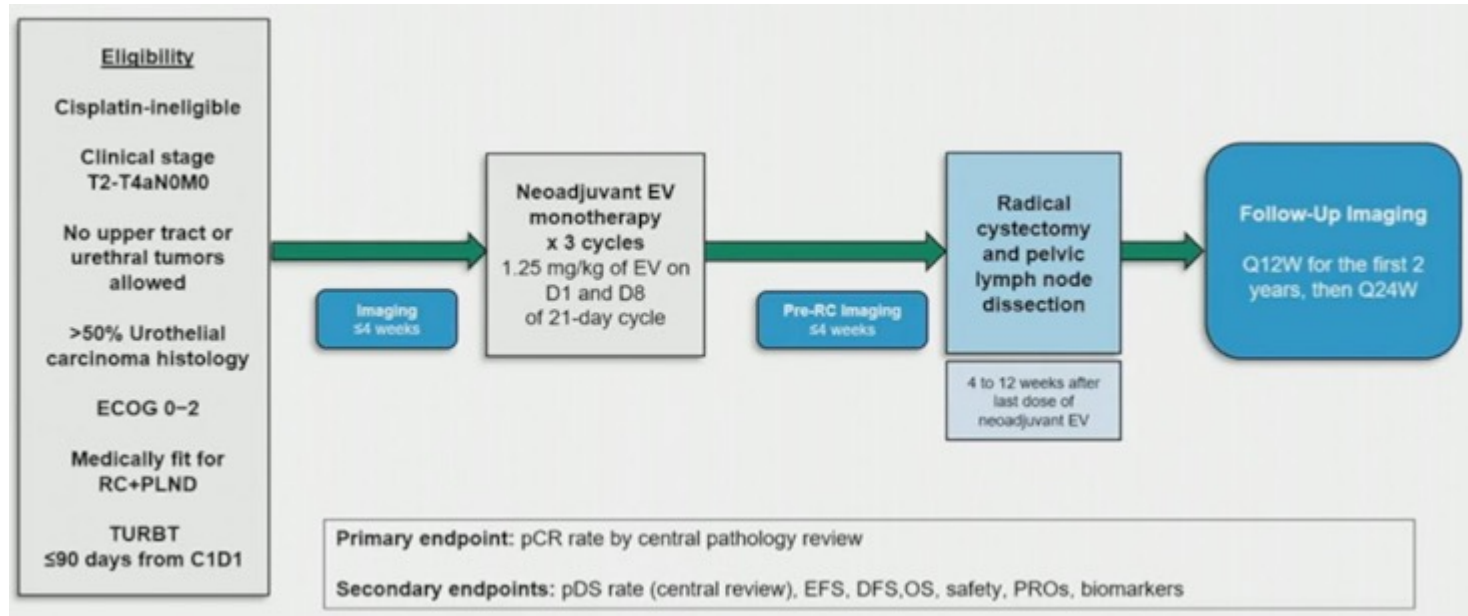 Eligibility
Cisplatin-ineligible
Clinical stage
T2-T4aN0M0
No upper tract or
urethral tumors
allowed
>50% Urothelial
carcinoma histology
ECOG 0–2
Medically fit for
RC+PLND
TURBT
≤90 days from C1D1
Imaging
≤4 weeks
Neoadjuvant EV
monotherapy
x 3 cycles
1.25 mg/kg of EV on
D1 and D8
of 21-day cycle
Pre-RC Imaging
≤4 weeks
Radical
cystectomy
and pelvic
lymph node
dissection
4 to 12 weeks after
last dose of
neoadjuvant EV
Follow-Up Imaging
Q12W for the first 2
years, then Q24W
Primary endpoint: pCR rate by central pathology review
Secondary endpoints: pDS rate (central review), EFS, DFS,OS, safety, PROs, biomarkers